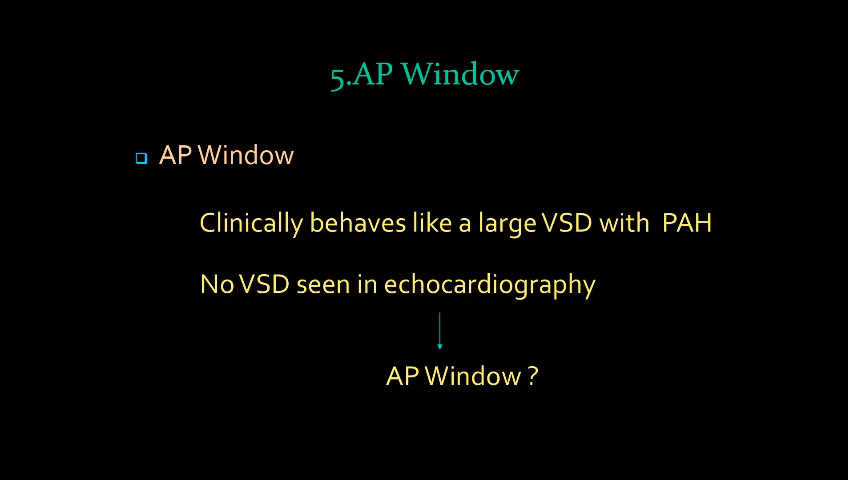 5.AP Window
AP Window
Clinically behaves like a large VSD with PAH
No VSD seen in echocardiography
AP Window ?